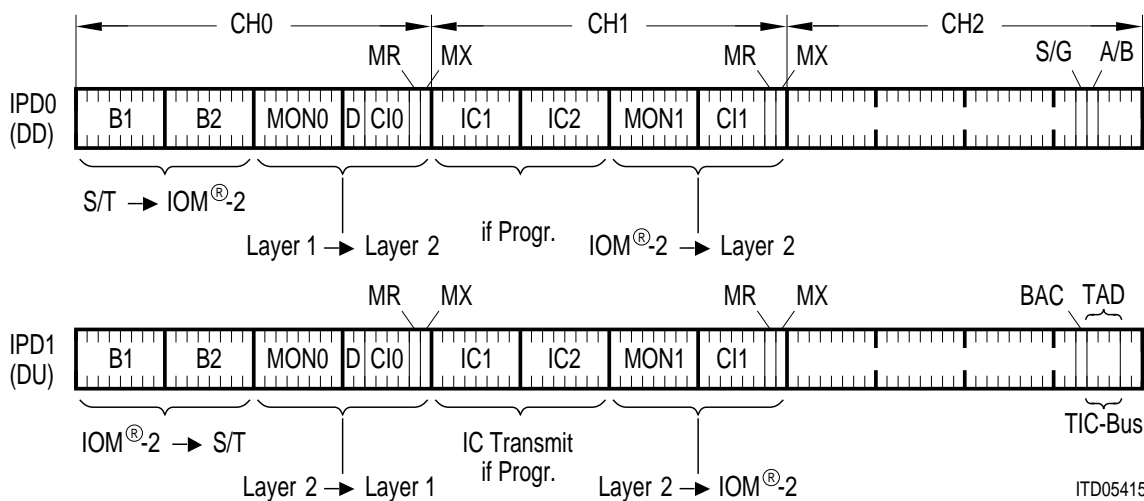 CH0 CH1 CH2
MR MX MR MX S/G A/B
IPD0 (DD)
B1 B2 MON0 D CI0 IC1 IC2 MON1 CI1
S/T → IOM®-2
if Progr.
Layer 1 → Layer 2
IOM®-2 → Layer 2
MR MX MR MX BAC TAD
IPD1 (DU)
B1 B2 MON0 D CI0 IC1 IC2 MON1 CI1
IOM®-2 → S/T
IC Transmit
if Progr.
TIC-Bus
Layer 2 → Layer 1
Layer 2 → IOM®-2
ITD05415